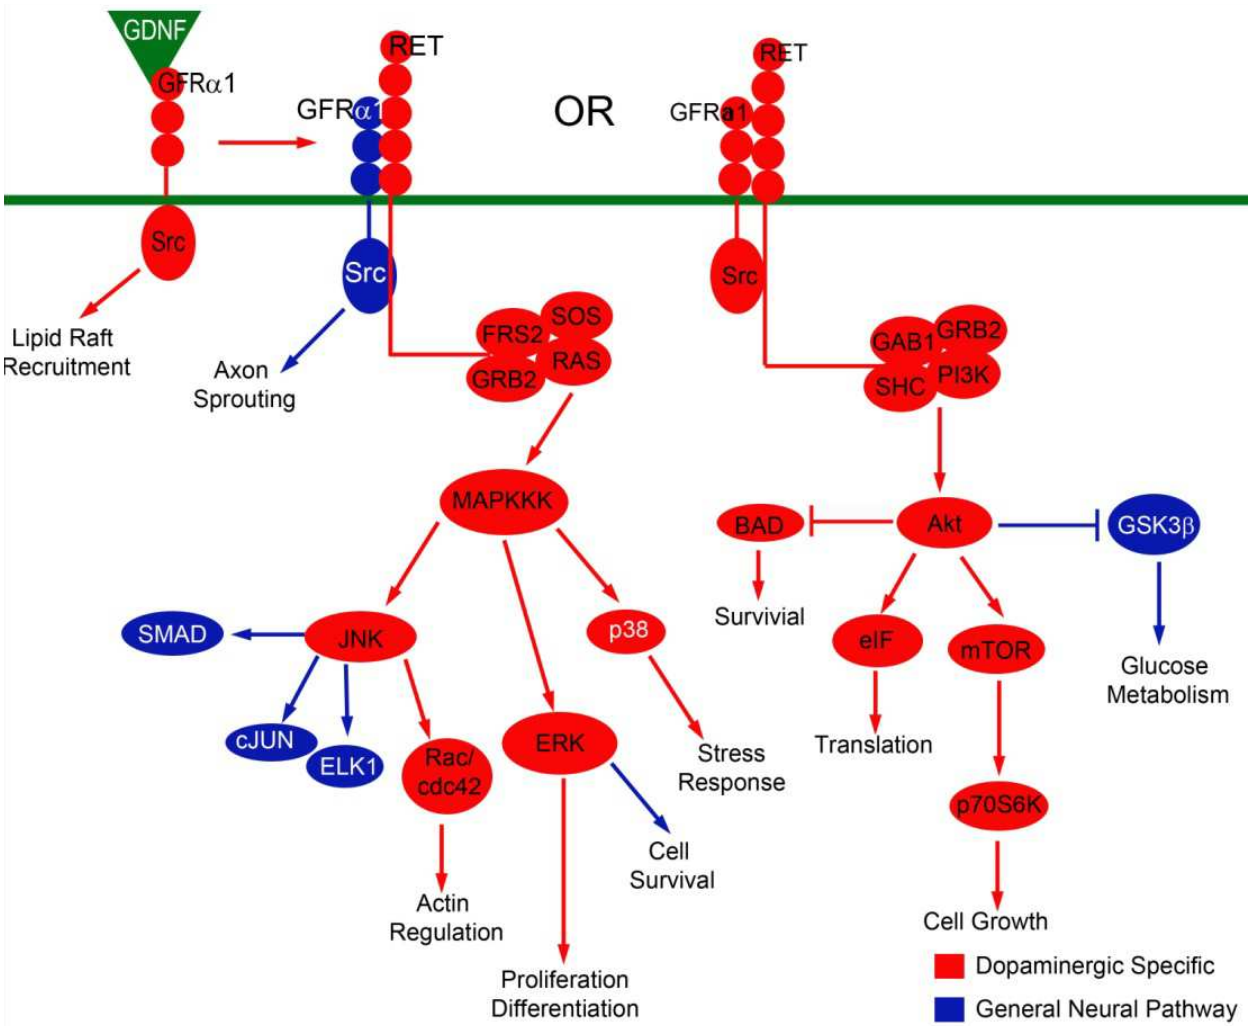 GDNF
GFRα1
RET
GFRα1
OR
RET
GFRa1
Src
Src
Src
Lipid Raft
Recruitment
Axon
Sprouting
FRS2
SOS
GRB2
RAS
GAB1
GRB2
SHC
PI3K
MAPKKK
BAD
Akt
GSK3β
Survivial
SMAD
JNK
p38
eIF
mTOR
Glucose
Metabolism
cJUN
ELK1
Rac/
cdc42
ERK
Stress
Response
Translation
p70S6K
Cell
Survival
Actin
Regulation
Cell Growth
Proliferation
Differentiation
Dopaminergic Specific
General Neural Pathway